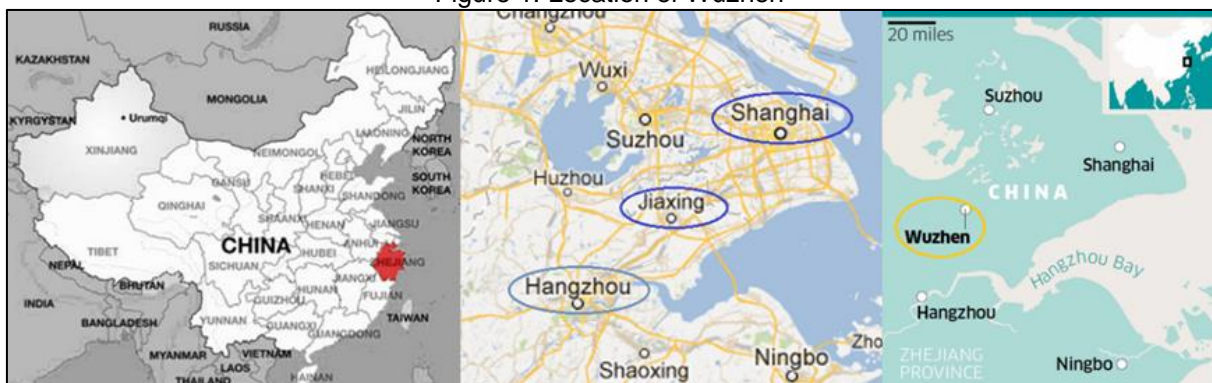 Figure 1: Location of Wuzhen
RUSSIA
KAZAKHSTAN
MONGOLIA
HEILONGJIANG
JILIN
LIAONING
KYRGYSTAN
Urumqi
XINJIANG
NEIMONGOL
NORTH
KOREA
SOUTH
KOREA
GANSU
HEBEI
SHANXI
SHANDONG
QINGHAI
SHAANXI
HENAN
JIANGSU
TIBET
CHINA
ANHUI
ZHEJIANG
HUBEI
SICHUAN
NEPAL
BHUTAN
HUNAN
JIANGXI
GUIZHOU
FUJIAN
INDIA
BANGLADESH
YUNNAN
GUANGXI
GUANGDONG
TAIWAN
MYANMAR
VIETNAM
LAOS
THAILAND
HAINAN
Changzhou
Wuxi
Suzhou
Shanghai
Huzhou
Jiaxing
Hangzhou
Shaoxing
Ningbo
Zho
20 miles
Suzhou
Shanghai
CHINA
Wuzhen
Hangzhou Bay
Hangzhou
ZHEJIANG
PROVINCE
Ningbo